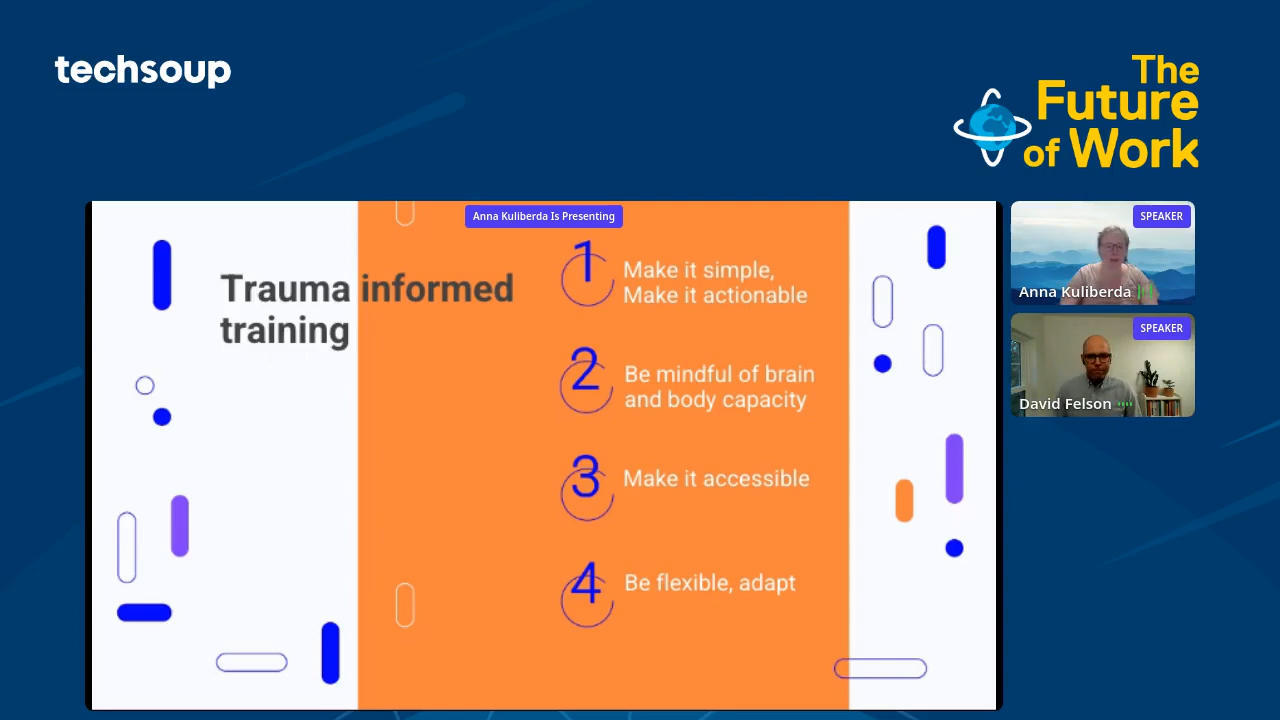 techsoup
The
Future
of Work
Anna Kuliberda Is Presenting
Trauma informed
training
1
Make it simple,
Make it actionable
2
Be mindful of brain
and body capacity
3
Make it accessible
4
Be flexible, adapt
SPEAKER
Anna Kuliberda
SPEAKER
David Felson